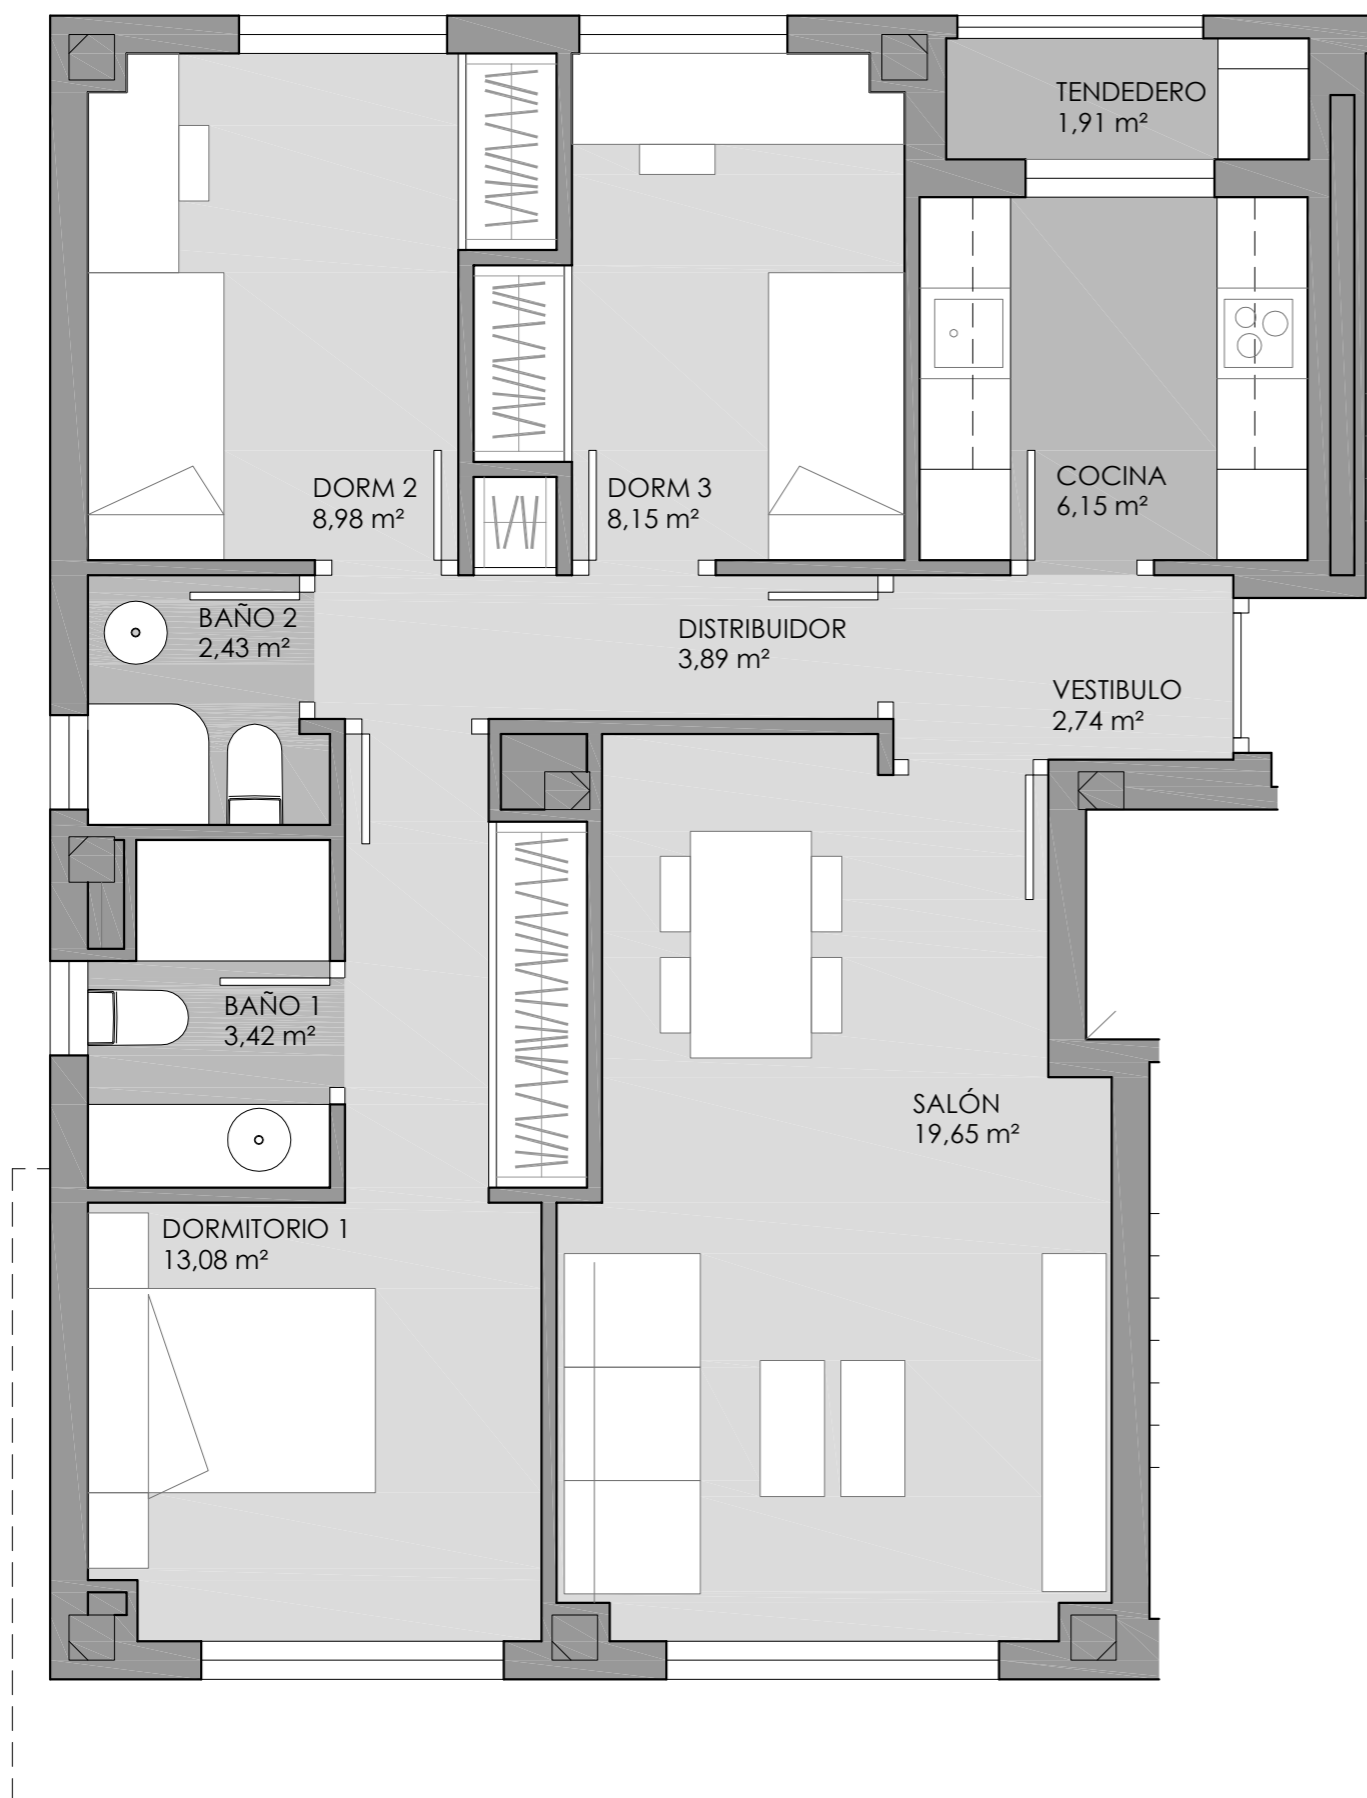 TENDEDERO
1,91 m²
DORM 2
8,98 m²
DORM 3
8,15 m²
COCINA
6,15 m²
BAÑO 2
2,43 m²
DISTRIBUIDOR
3,89 m²
VESTIBULO
2,74 m²
BAÑO 1
3,42 m²
SALÓN
19,65 m²
DORMITORIO 1
13,08 m²